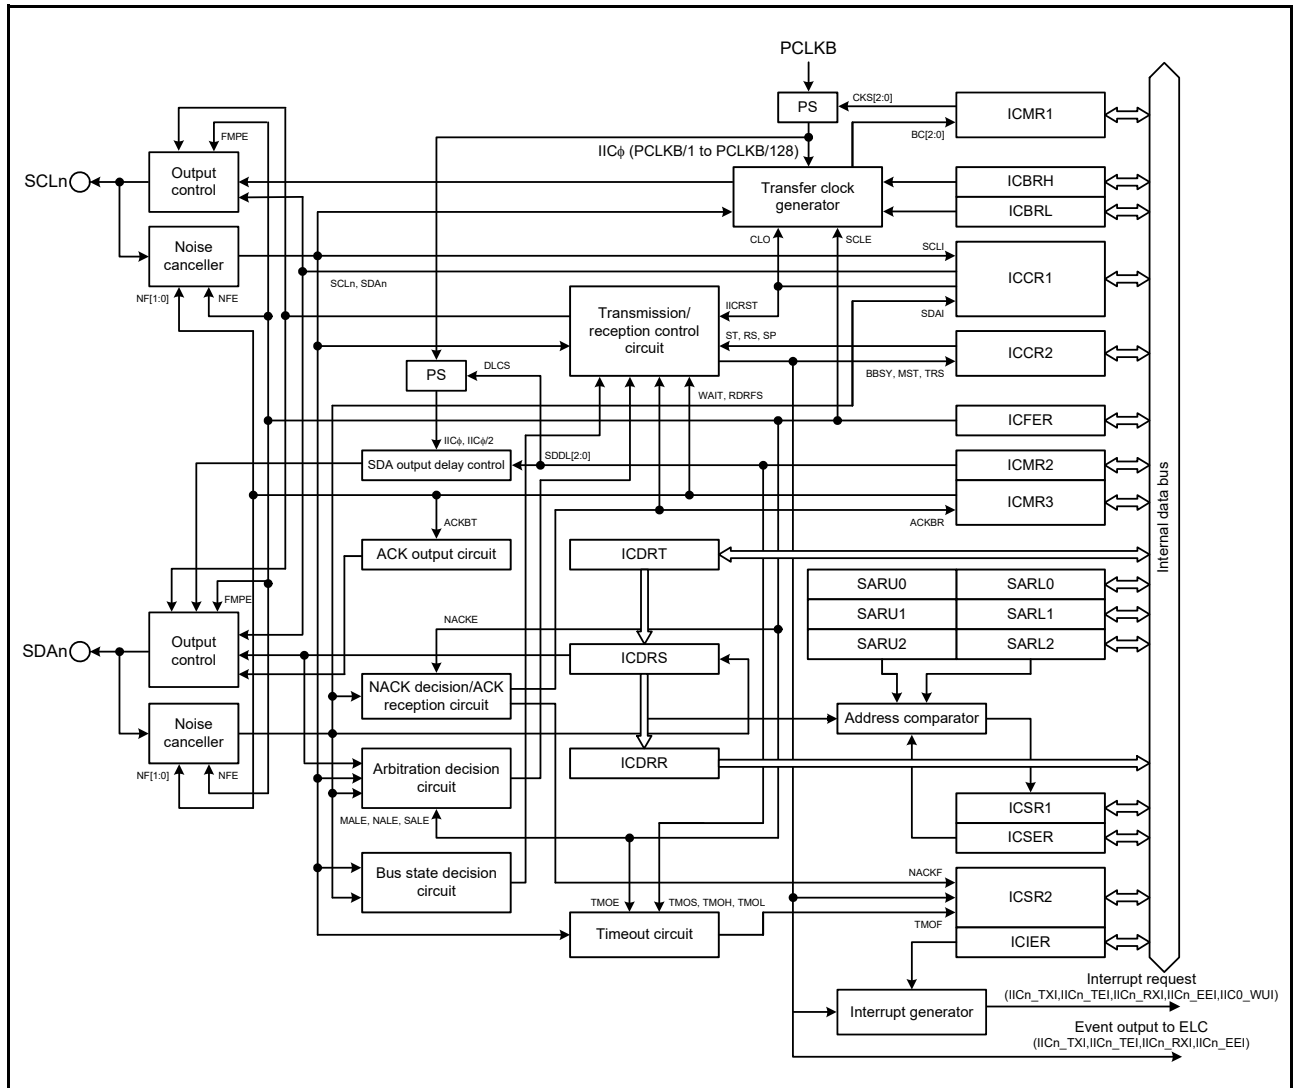 PCLKB
PS
CKS[2:0]
ICMR1
BC[2:0]
FMPE
IICϕ (PCLKB/1 to PCLKB/128)
SCLn
Output
control
Transfer clock
generator
ICBRH
ICBRL
Noise
canceller
CLO
SCLE
SCLI
ICCR1
SCLn, SDAn
NF[1:0]
NFE
IICRST
SDAI
Transmission/
reception control
circuit
ST, RS, SP
ICCR2
BBSY, MST, TRS
PS
DLCS
WAIT, RDRFS
ICFER
IICϕ, IICϕ/2
SDA output delay control
SDDL[2:0]
ICMR2
ICMR3
ACKBT
ACKBR
ACK output circuit
ICDRT
Internal data bus
SARU0
SARL0
FMPE
SARU1
SARL1
NACKE
SDAn
Output
control
SARU2
SARL2
ICDRS
NACK decision/ACK
reception circuit
Address comparator
Noise
canceller
ICDRR
NF[1:0]
NFE
Arbitration decision
circuit
ICSR1
MALE, NALE, SALE
ICSER
Bus state decision
circuit
NACKF
ICSR2
TMOE
TMOS, TMOH, TMOL
TMOF
Timeout circuit
ICIER
Interrupt request
(IICn_TXI,IICn_TEI,IICn_RXI,IICn_EEI,IIC0_WUI)
Interrupt generator
Event output to ELC
(IICn_TXI,IICn_TEI,IICn_RXI,IICn_EEI)